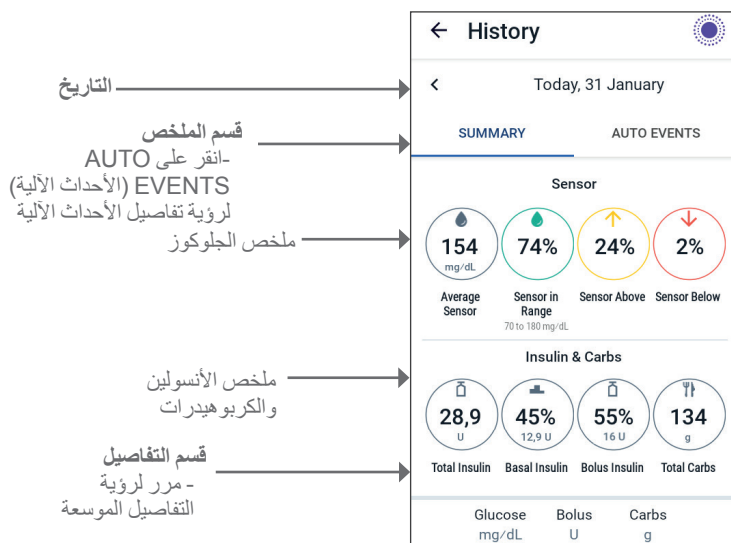 التاريخ
قسم الملخص
-انقر على AUTO
EVENTS (الأحداث الآلية)
لرؤية تفاصيل الأحداث الآلية
ملخص الجلوكوز
ملخص الأنسولين
والكربوهيدرات
قسم التفاصيل
- مرر لرؤية
التفاصيل الموسعة
History
Today, 31 January
SUMMARY AUTO EVENTS
Sensor
154 74% 24% 2%
mg/dL
Average Sensor in Sensor Above Sensor Below
Sensor Range
70 to 180 mg/dL
Insulin & Carbs
28,9 45% 55% 134
U 12,9 U 16 U g
Total Insulin Basal Insulin Bolus Insulin Total Carbs
Glucose Bolus Carbs
mg/dL U g